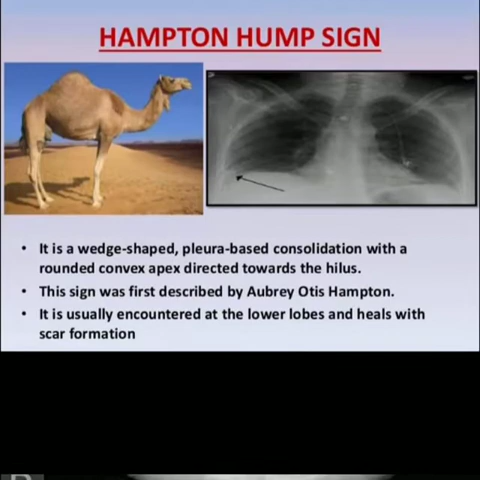 HAMPTON HUMP SIGN
• It is a wedge-shaped, pleura-based consolidation with a
rounded convex apex directed towards the hilus.
• This sign was first described by Aubrey Otis Hampton.
• It is usually encountered at the lower lobes and heals with
scar formation